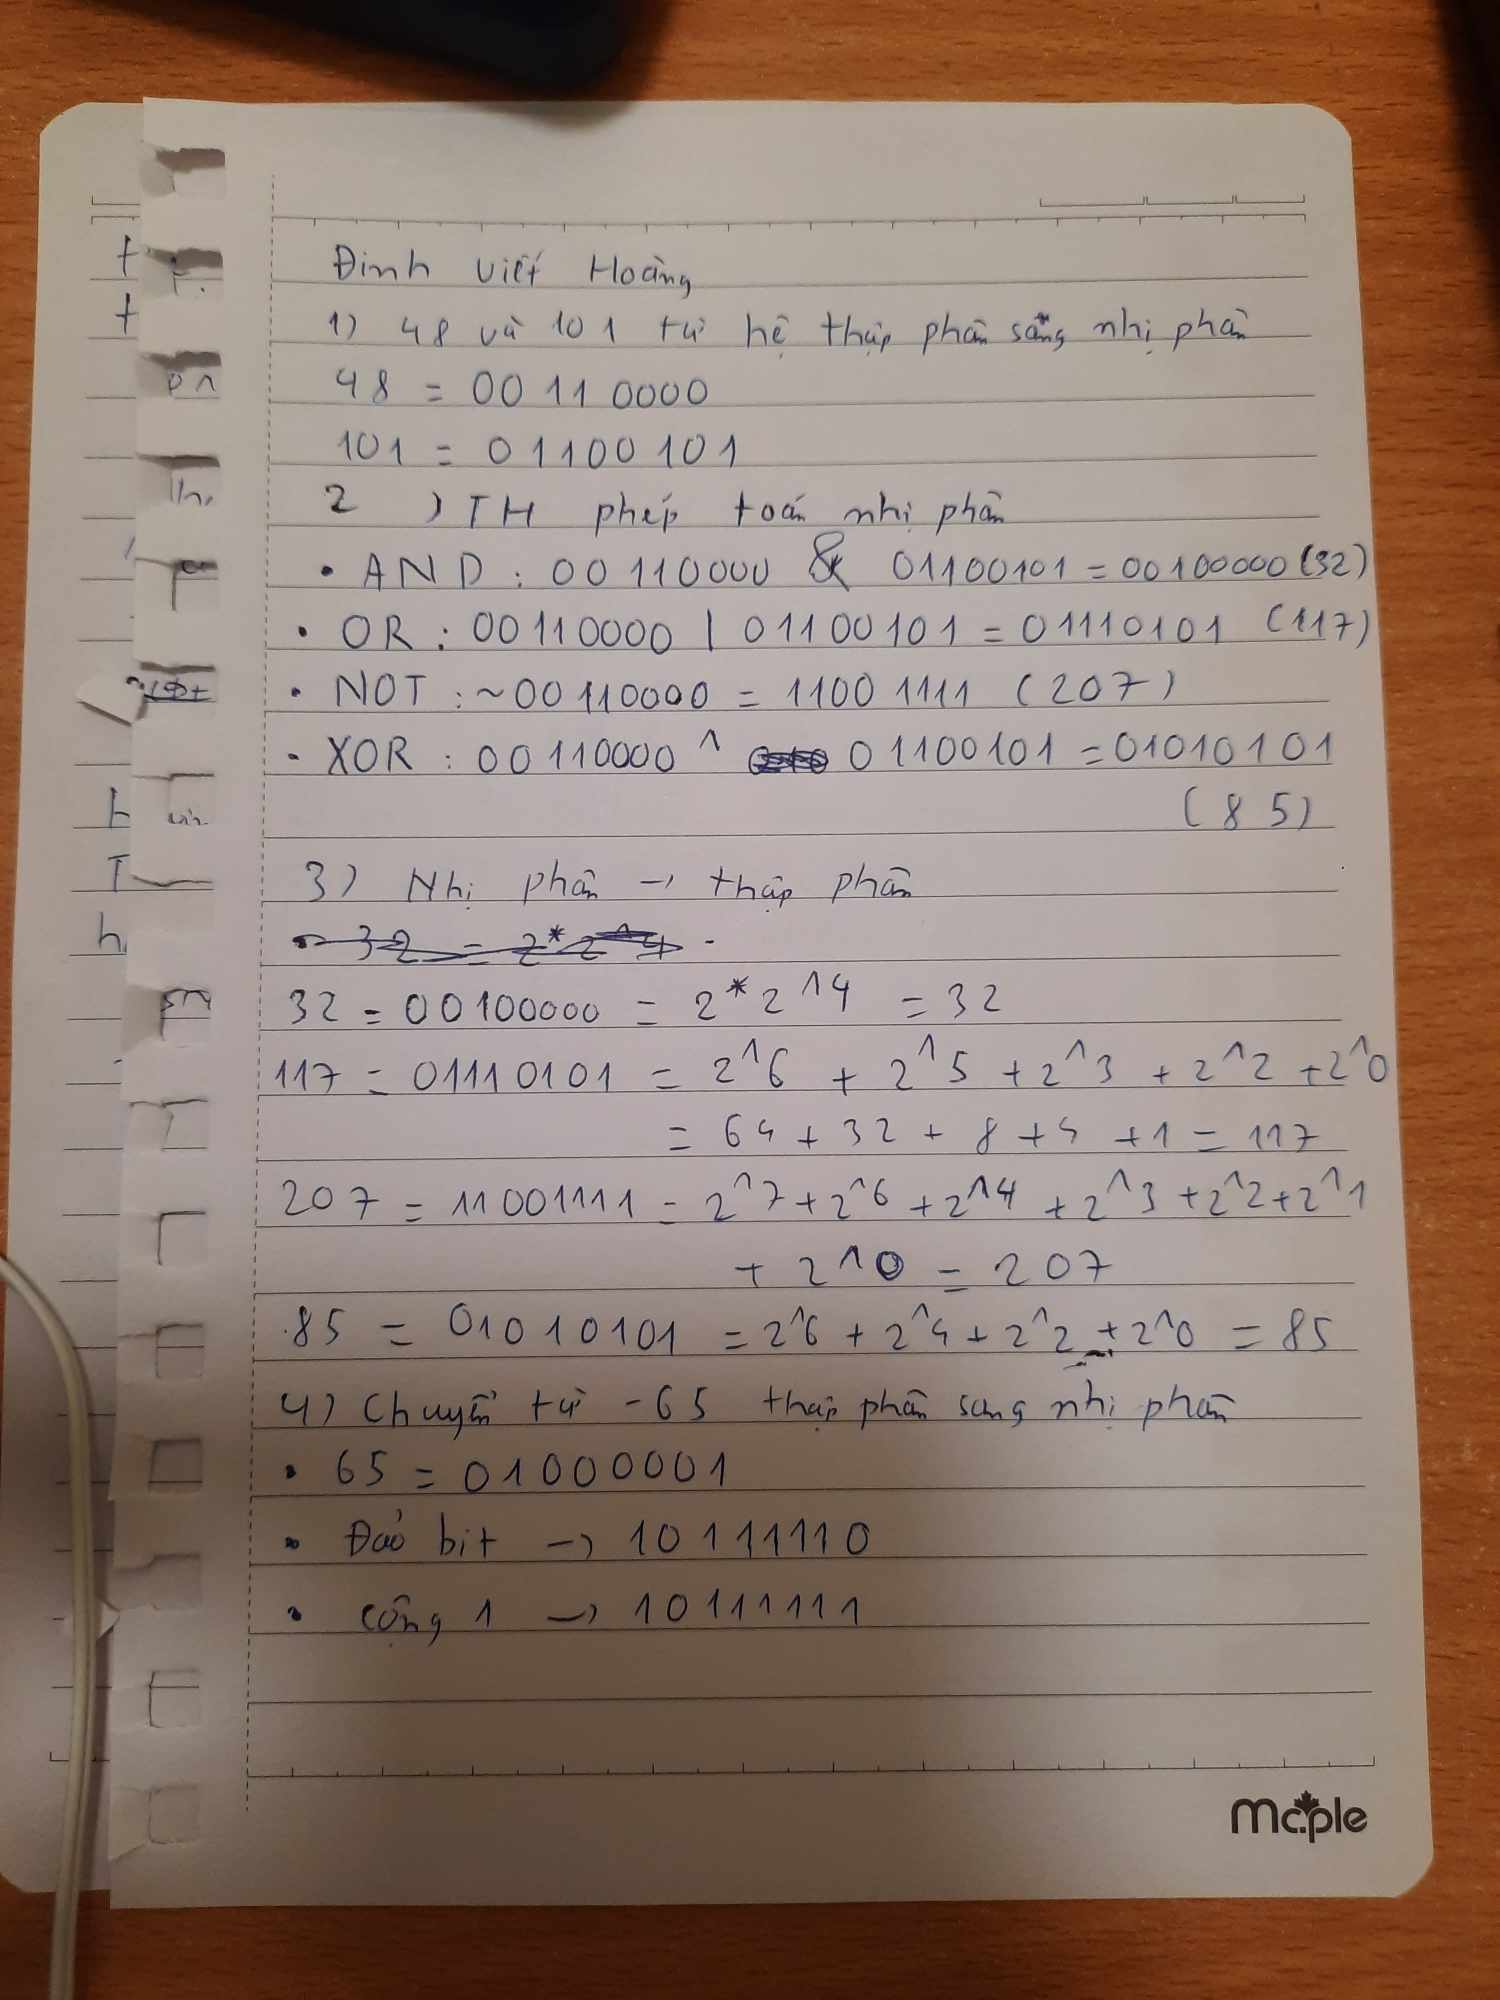 Đinh Viết Hoàng
1) 48 và 101 từ hệ thập phân sang nhị phân
48 = 00110000
101 = 01100101
2 ) TH phép toán nhị phân
• AND : 00110000 & 01100101 = 00100000 (32)
• OR : 00110000 | 01100101 = 01110101 (117)
• NOT : ~00110000 = 11001111 (207)
- XOR : 00110000 ^ 01100101 = 01010101
(85)
3) Nhị phân → thập phân
32 = 2*2^4
32 = 00100000 = 2*2^4 = 32
117 = 01110101 = 2^6 + 2^5 + 2^3 + 2^2 + 2^0
= 64 + 32 + 8 + 4 + 1 = 117
207 = 11001111 = 2^7 + 2^6 + 2^4 + 2^3 + 2^2 + 2^1
+ 2^0 = 207
85 = 01010101 = 2^6 + 2^4 + 2^2 + 2^0 = 85
4) Chuyển từ -65 thập phân sang nhị phân
• 65 = 01000001
• Đảo bit → 10111110
• cộng 1 → 10111111
Maple